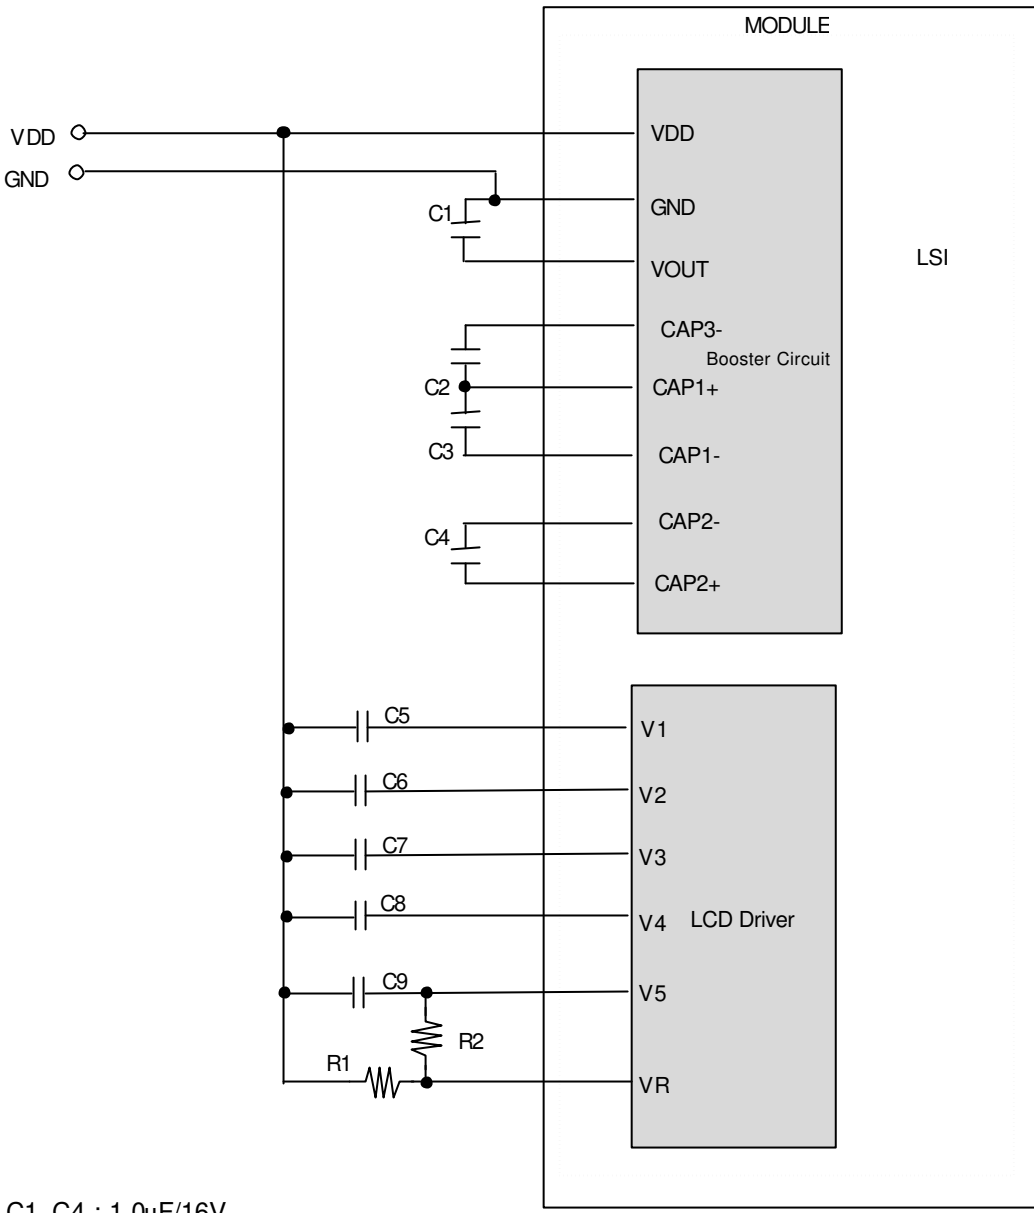 MODULE
VDD
VDD
GND
C1
GND
LSI
VOUT
CAP3-
Booster Circuit
C2
CAP1+
C3
CAP1-
CAP2-
C4
CAP2+
C5
V1
C6
V2
C7
V3
C8
V4
LCD Driver
C9
V5
R2
R1
VR